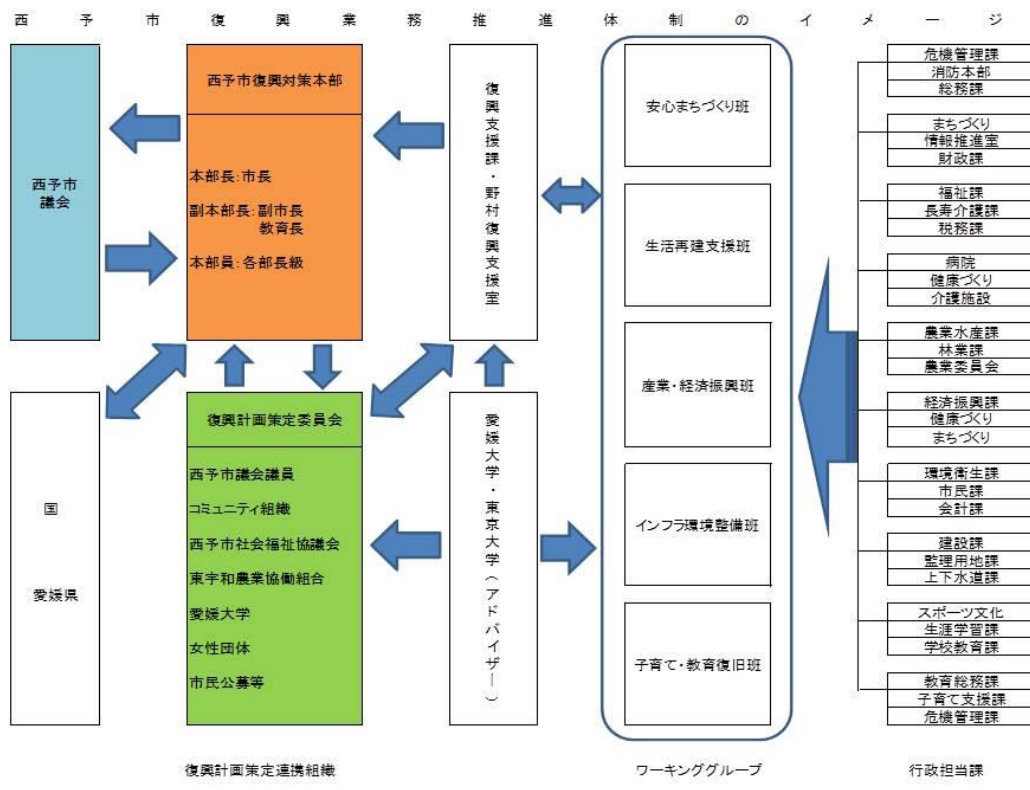 西予市復興業務推進体制のイメージ
西予市
議会
西予市復興対策本部
本部長：市長
副本部長：副市長
教育長
本部員：各部長級
復興支援課・野村復興支援室
国
愛媛県
復興計画策定委員会
西予市議会議員
コミュニティ組織
西予市社会福祉協議会
東宇和農業協働組合
愛媛大学
女性団体
市民公募等
愛媛大学・東京大学（アドバイザー）
安心まちづくり班
生活再建支援班
産業・経済振興班
インフラ環境整備班
子育て・教育復旧班
危機管理課
消防本部
総務課
まちづくり
情報推進室
財政課
福祉課
長寿介護課
税務課
病院
健康づくり
介護施設
農業水産課
林業課
農業委員会
経済振興課
健康づくり
まちづくり
環境衛生課
市民課
会計課
建設課
監理用地課
上下水道課
スポーツ文化
生涯学習課
学校教育課
教育総務課
子育て支援課
危機管理課
復興計画策定連携組織
ワーキンググループ
行政担当課